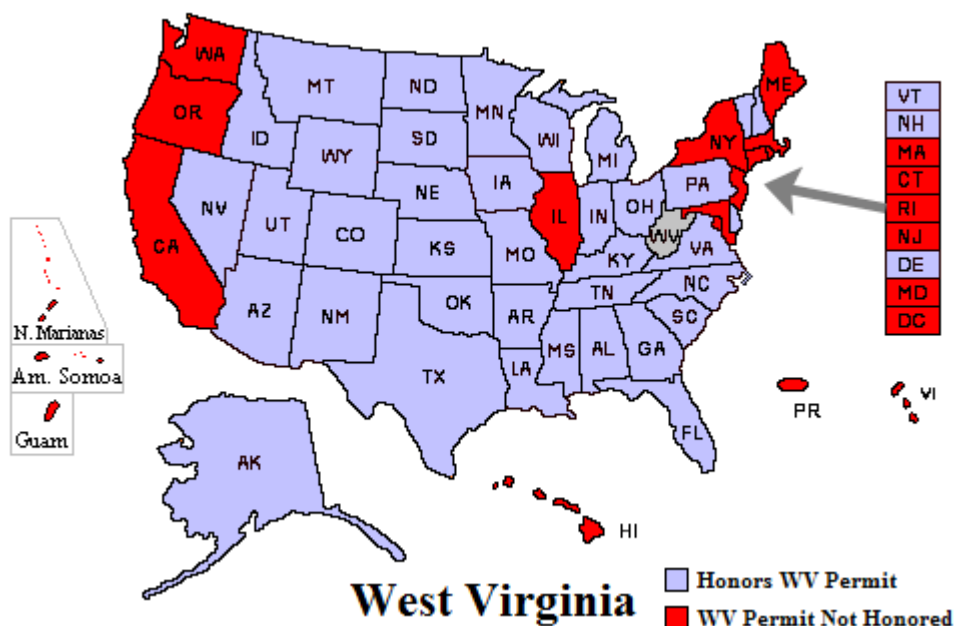 WA
MT
ND
MN
ME
OR
ID
SD
WI
MI
NY
WY
NE
IA
PA
NV
UT
CO
KS
MO
IL
IN
OH
WV
VA
KY
CA
AZ
NM
OK
AR
TN
NC
SC
TX
LA
MS
AL
GA
FL
AK
HI
PR
VI
VT
NH
MA
CT
RI
NJ
DE
MD
DC
N. Marianas
Am. Somoa
Guam
West Virginia
Honors WV Permit
WV Permit Not Honored